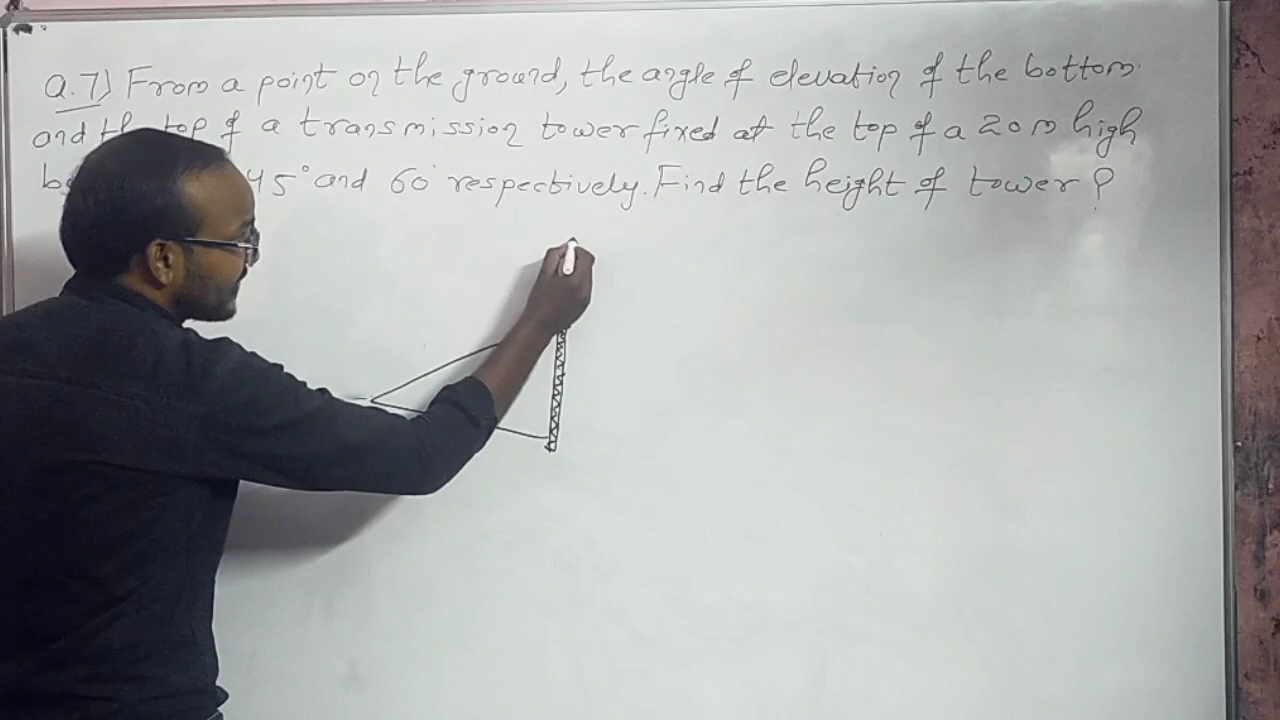 Q.7) From a point on the ground, the angle of elevation of the bottom
and the top of a transmission tower fixed at the top of a 20 m high
45° and 60° respectively. Find the height of tower ?